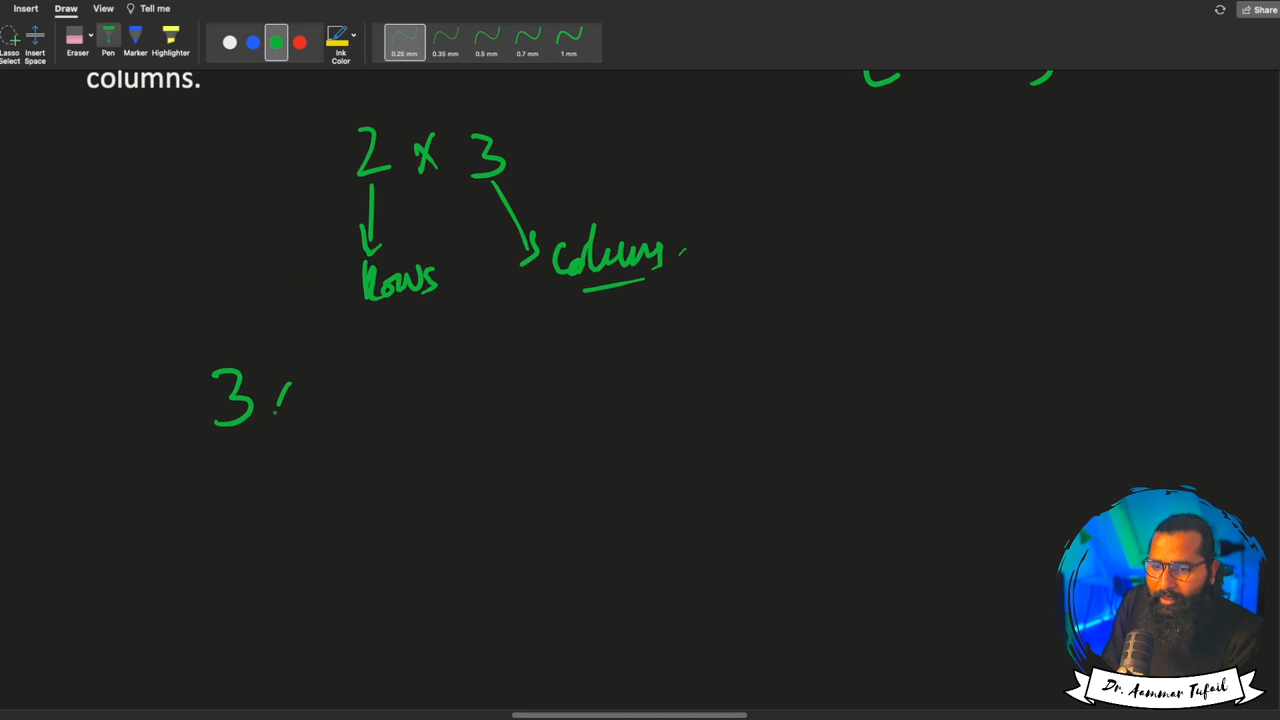 Insert Draw View Tell me
Share
Lasso Select
Insert Space
Eraser
Pen
Marker
Highlighter
Ink Color
0.25 mm
0.35 mm
0.5 mm
0.7 mm
1 mm
columns.
2 x 3
Rows
Colums
3
Dr. Aammar Tufail